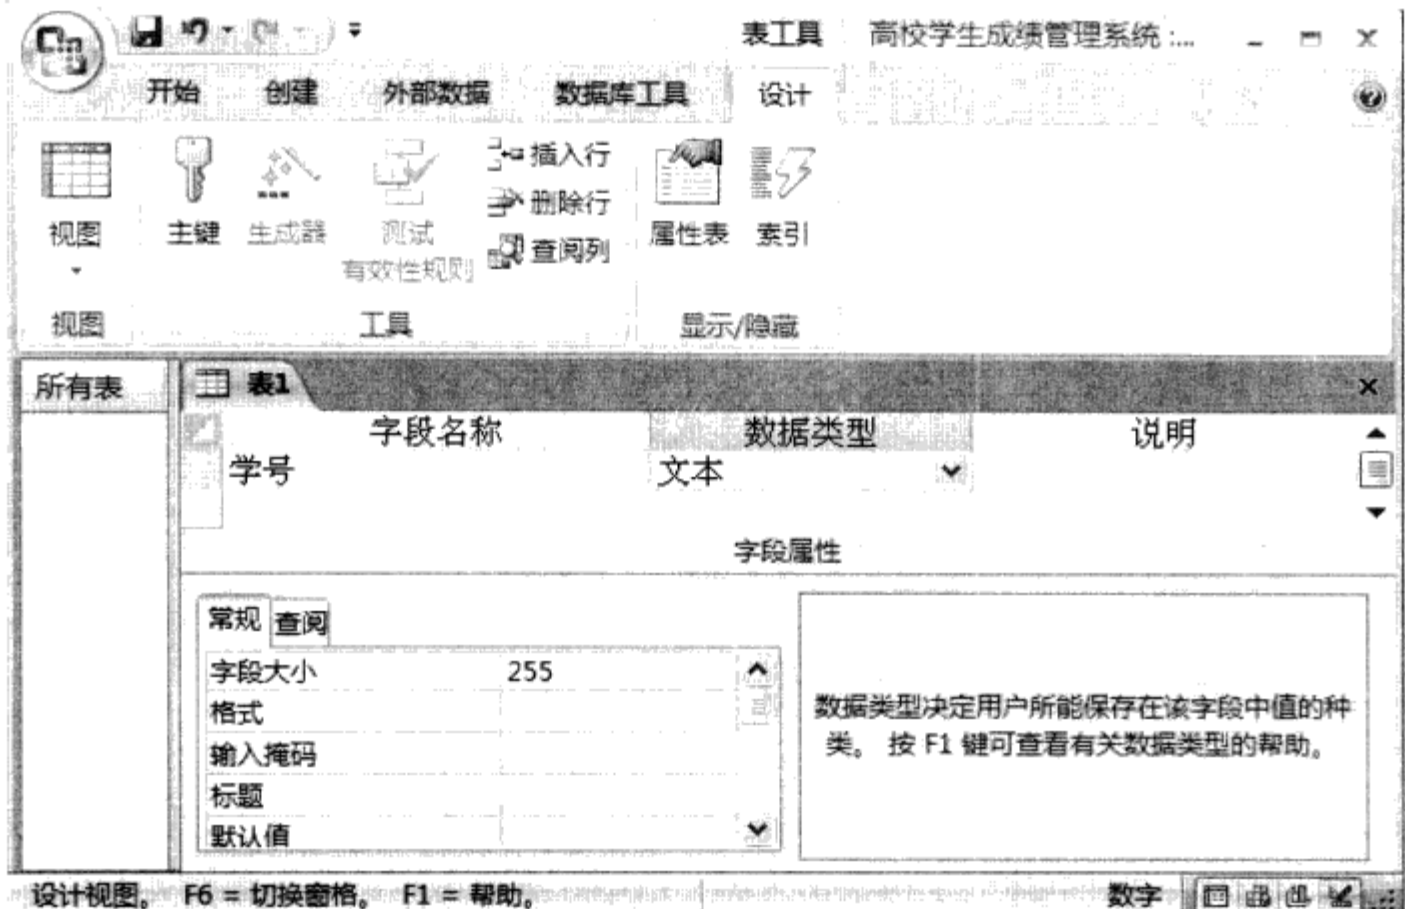 表工具 高校学生成绩管理系统 :...
开始 创建 外部数据 数据库工具 设计
视图 主键 生成器 测试有效性规则 插入行 删除行 查阅列 属性表 索引
视图 工具 显示/隐藏
所有表 表1
字段名称 数据类型 说明
学号 文本
字段属性
常规 查阅
字段大小 255
格式
输入掩码
标题
默认值
数据类型决定用户所能保存在该字段中值的种
类。 按 F1 键可查看有关数据类型的帮助。
设计视图。 F6 = 切换窗格。 F1 = 帮助。 数字